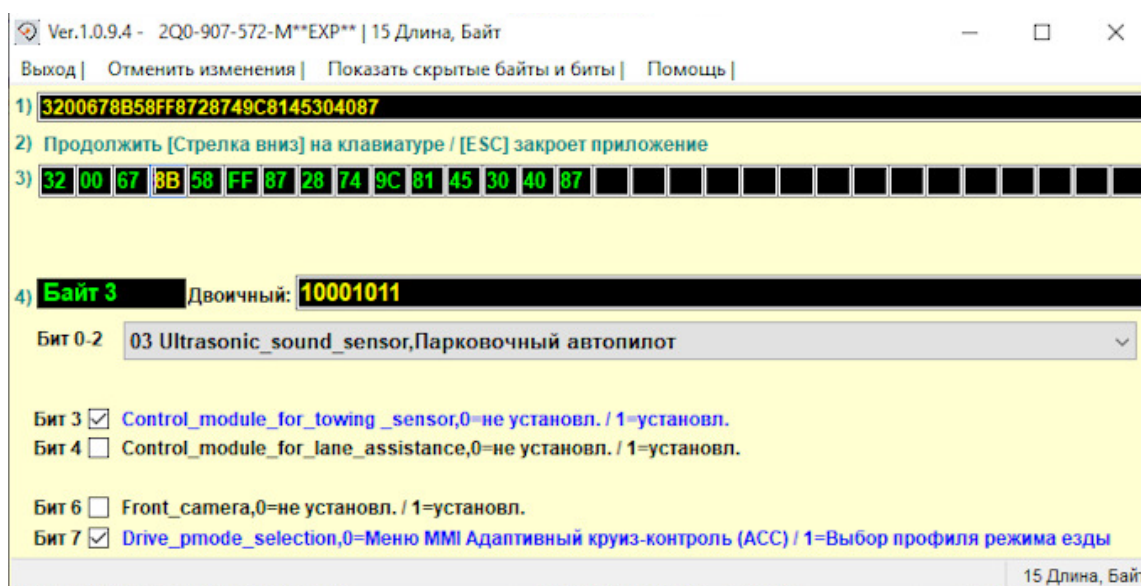 Ver.1.0.9.4 - 2Q0-907-572-M**EXP** | 15 Длина, Байт
Выход | Отменить изменения | Показать скрытые байты и биты | Помощь |
1) 3200678B58FF8728749C8145304087
2) Продолжить [Стрелка вниз] на клавиатуре / [ESC] закроет приложение
3) 32 00 67 8B 58 FF 87 28 74 9C 81 45 30 40 87
4) Байт 3 Двоичный: 10001011
Бит 0-2 03 Ultrasonic_sound_sensor,Парковочный автопилот
Бит 3 Control_module_for_towing _sensor,0=не установл. / 1=установл.
Бит 4 Control_module_for_lane_assistance,0=не установл. / 1=установл.
Бит 6 Front_camera,0=не установл. / 1=установл.
Бит 7 Drive_pmode_selection,0=Меню MMI Адаптивный круиз-контроль (ACC) / 1=Выбор профиля режима езды
15 Длина, Байт